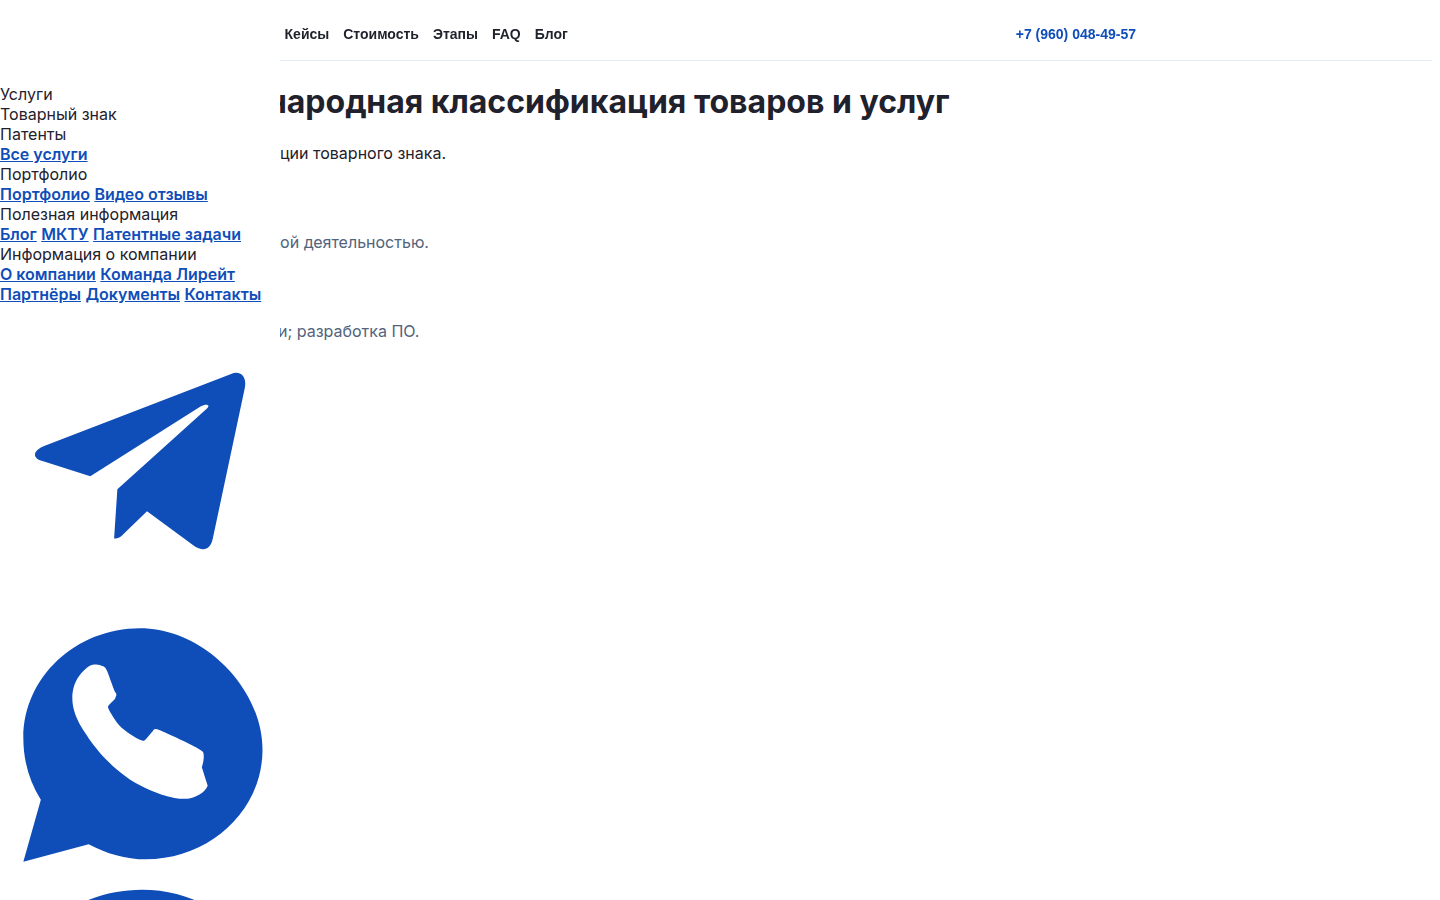 Кейсы Стоимость Этапы FAQ Блог +7 (960) 048-49-57
народная классификация товаров и услуг
Услуги
Товарный знак
Патенты
ции товарного знака.
Все услуги
Портфолио
Портфолио Видео отзывы
Полезная информация
Блог МКТУ Патентные задачи
ой деятельностью.
Информация о компании
О компании Команда Лирейт
Партнёры Документы Контакты
и; разработка ПО.